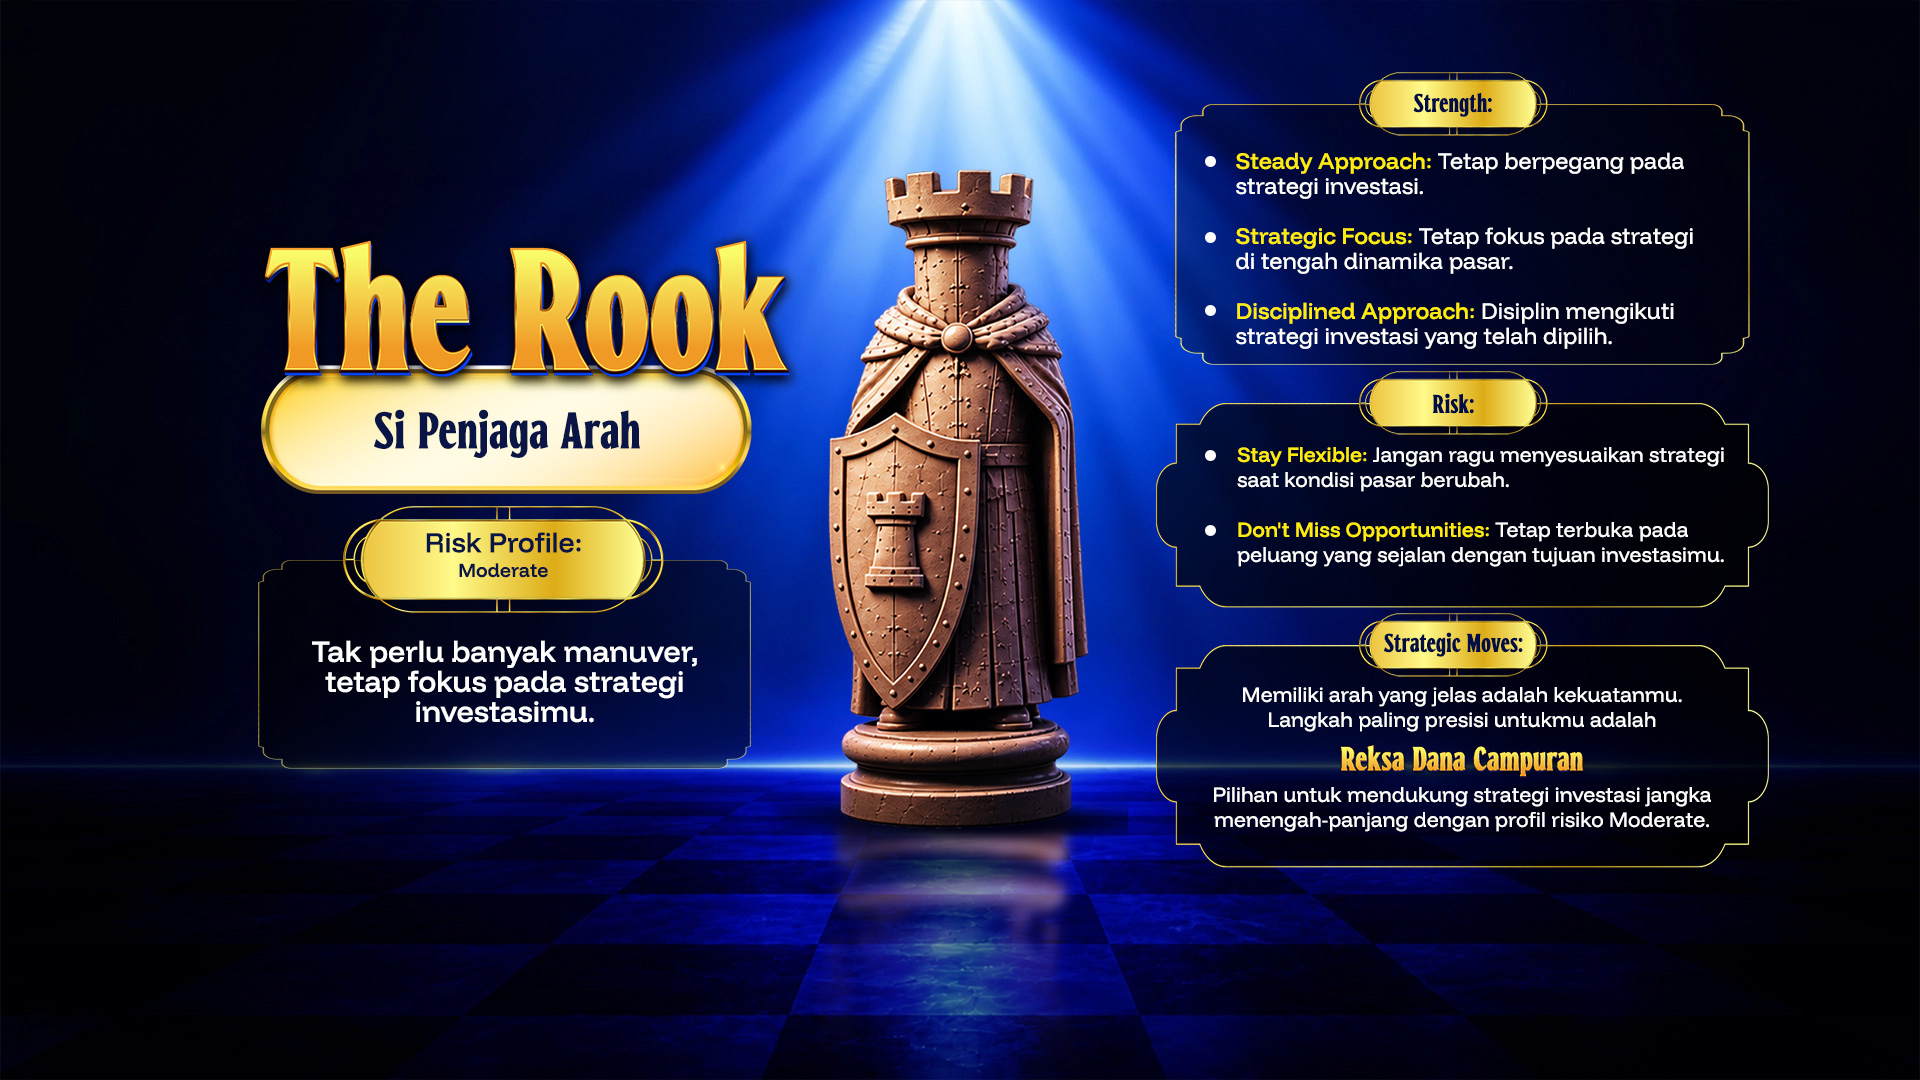 The Rook
Si Penjaga Arah
Risk Profile:
Moderate
Tak perlu banyak manuver,
tetap fokus pada strategi
investasimu.
Strength:
Steady Approach: Tetap berpegang pada
strategi investasi.
Strategic Focus: Tetap fokus pada strategi
di tengah dinamika pasar.
Disciplined Approach: Disiplin mengikuti
strategi investasi yang telah dipilih.
Risk:
Stay Flexible: Jangan ragu menyesuaikan strategi
saat kondisi pasar berubah.
Don't Miss Opportunities: Tetap terbuka pada
peluang yang sejalan dengan tujuan investasimu.
Strategic Moves:
Memiliki arah yang jelas adalah kekuatanmu.
Langkah paling presisi untukmu adalah
Reksa Dana Campuran
Pilihan untuk mendukung strategi investasi jangka
menengah-panjang dengan profil risiko Moderate.